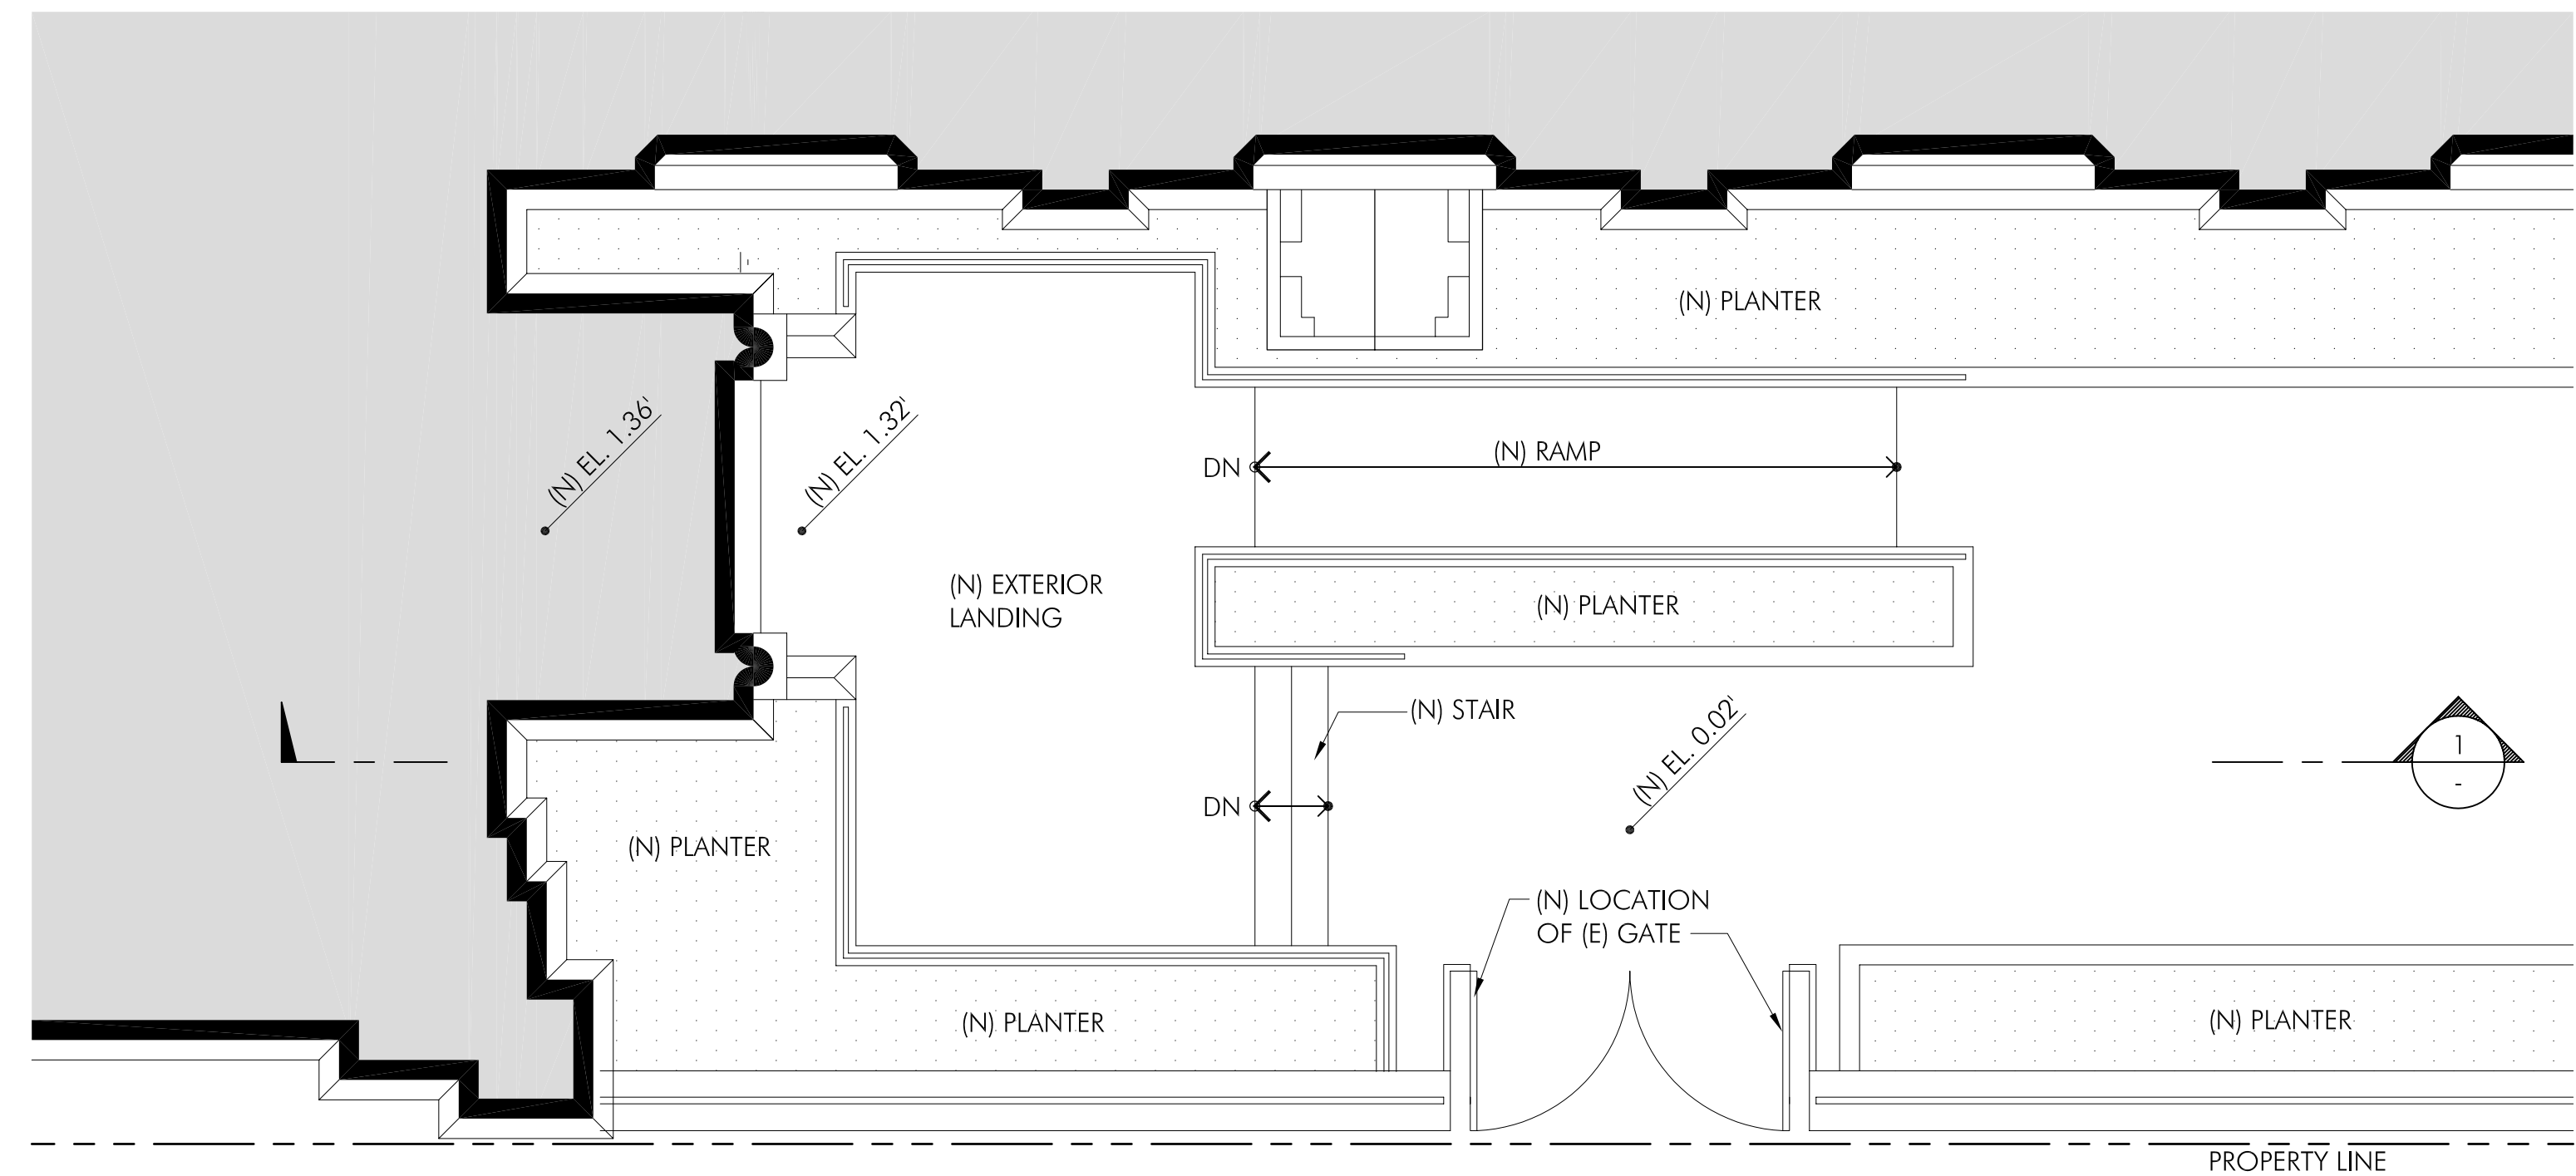 (N) PLANTER
(N) EL. 1.36'
(N) EL. 1.32'
DN
(N) RAMP
(N) EXTERIOR
LANDING
(N) PLANTER
(N) STAIR
(N) EL. 0.02'
1
-
DN
(N) PLANTER
(N) LOCATION
OF (E) GATE
(N) PLANTER
(N) PLANTER
PROPERTY LINE